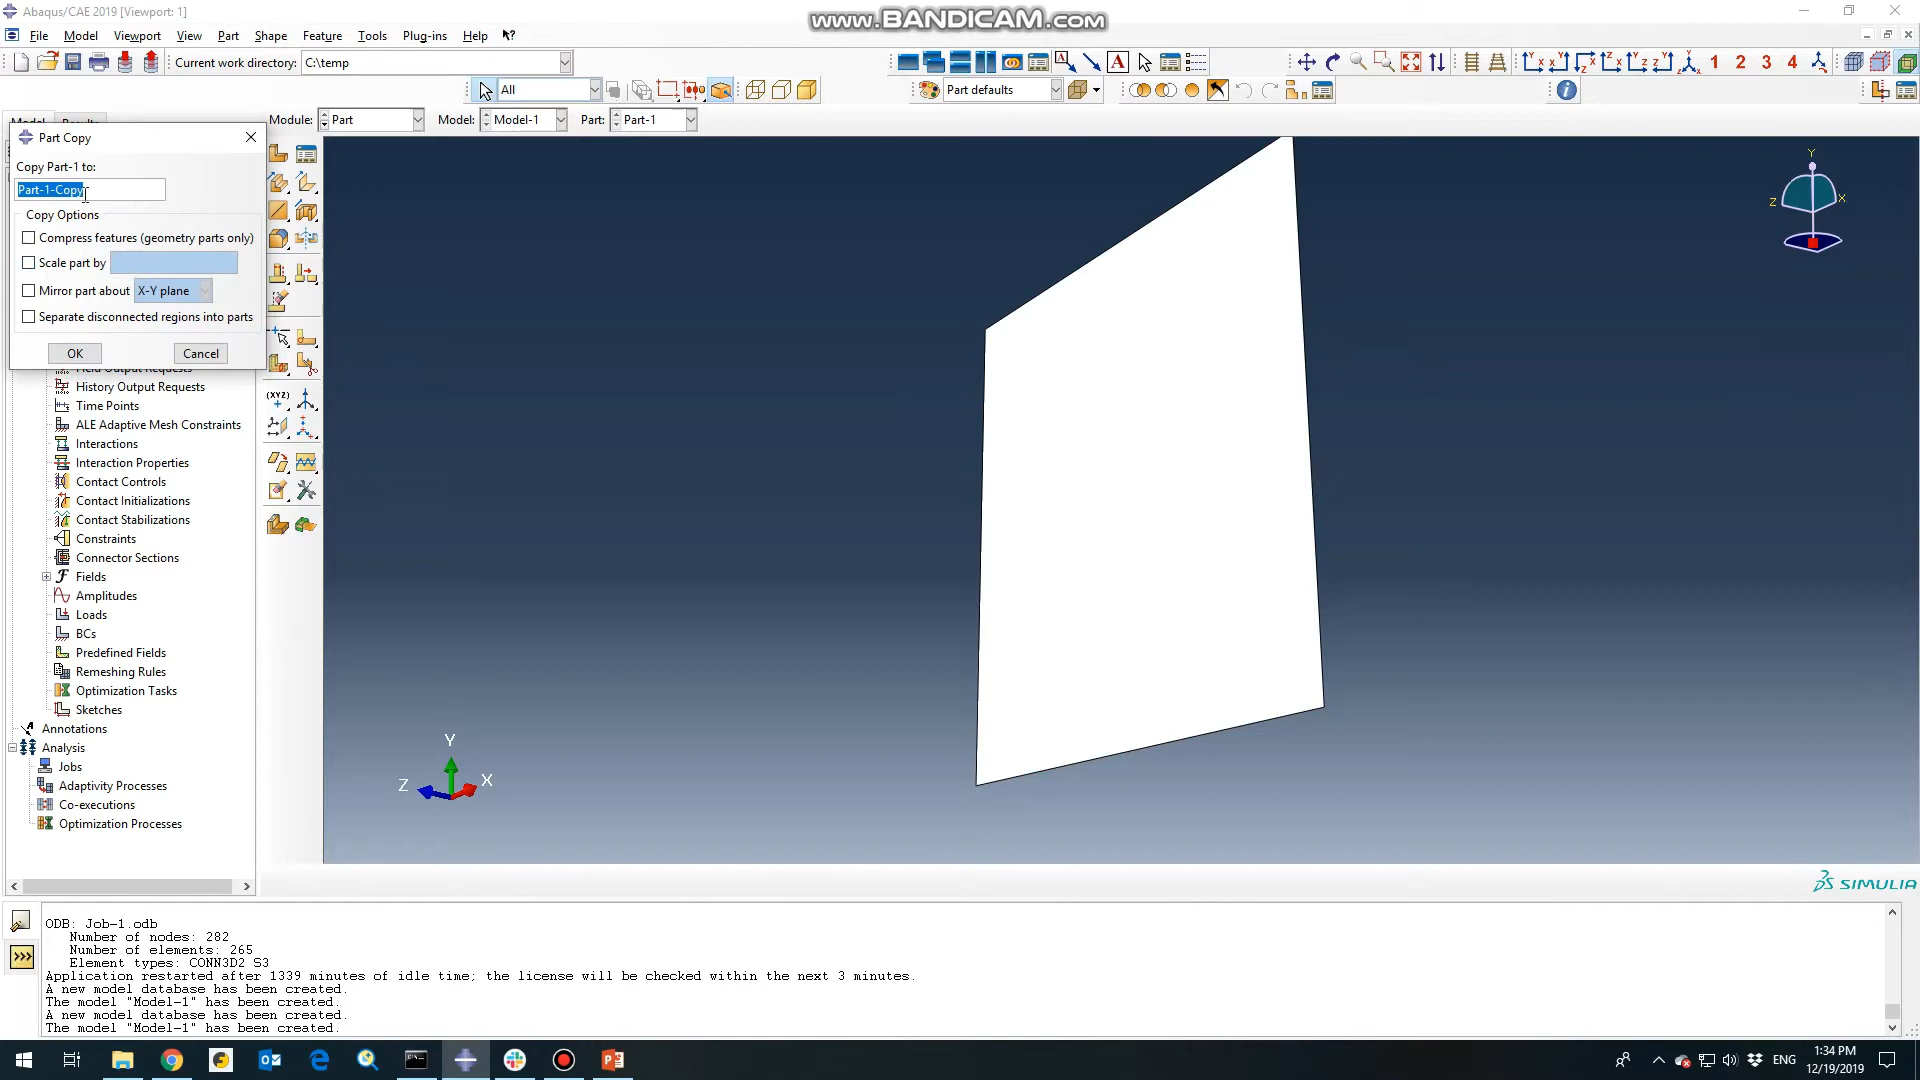 Abaqus/CAE 2019 [Viewport: 1]
www.BANDICAM.com
File Model Viewport View Part Shape Feature Tools Plug-ins Help
Current work directory: C:\temp
1 2 3 4
All
Part defaults
Module: Part Model: Model-1 Part: Part-1
Part Copy
Copy Part-1 to:
Part-1-Copy
Copy Options
Compress features (geometry parts only)
Scale part by
Mirror part about X-Y plane
Separate disconnected regions into parts
OK Cancel
History Output Requests
Time Points
ALE Adaptive Mesh Constraints
Interactions
Interaction Properties
Contact Controls
Contact Initializations
Contact Stabilizations
Constraints
Connector Sections
Fields
Amplitudes
Loads
BCs
Predefined Fields
Remeshing Rules
Optimization Tasks
Sketches
Annotations
Analysis
Jobs
Adaptivity Processes
Co-executions
Optimization Processes
(XYZ)
Y
Z X
Y
Z X
SIMULIA
ODB: Job-1.odb
Number of nodes: 282
Number of elements: 265
Element types: CONN3D2 S3
Application restarted after 1339 minutes of idle time; the license will be checked within the next 3 minutes.
A new model database has been created.
The model "Model-1" has been created.
A new model database has been created.
The model "Model-1" has been created.
ENG
1:34 PM
12/19/2019